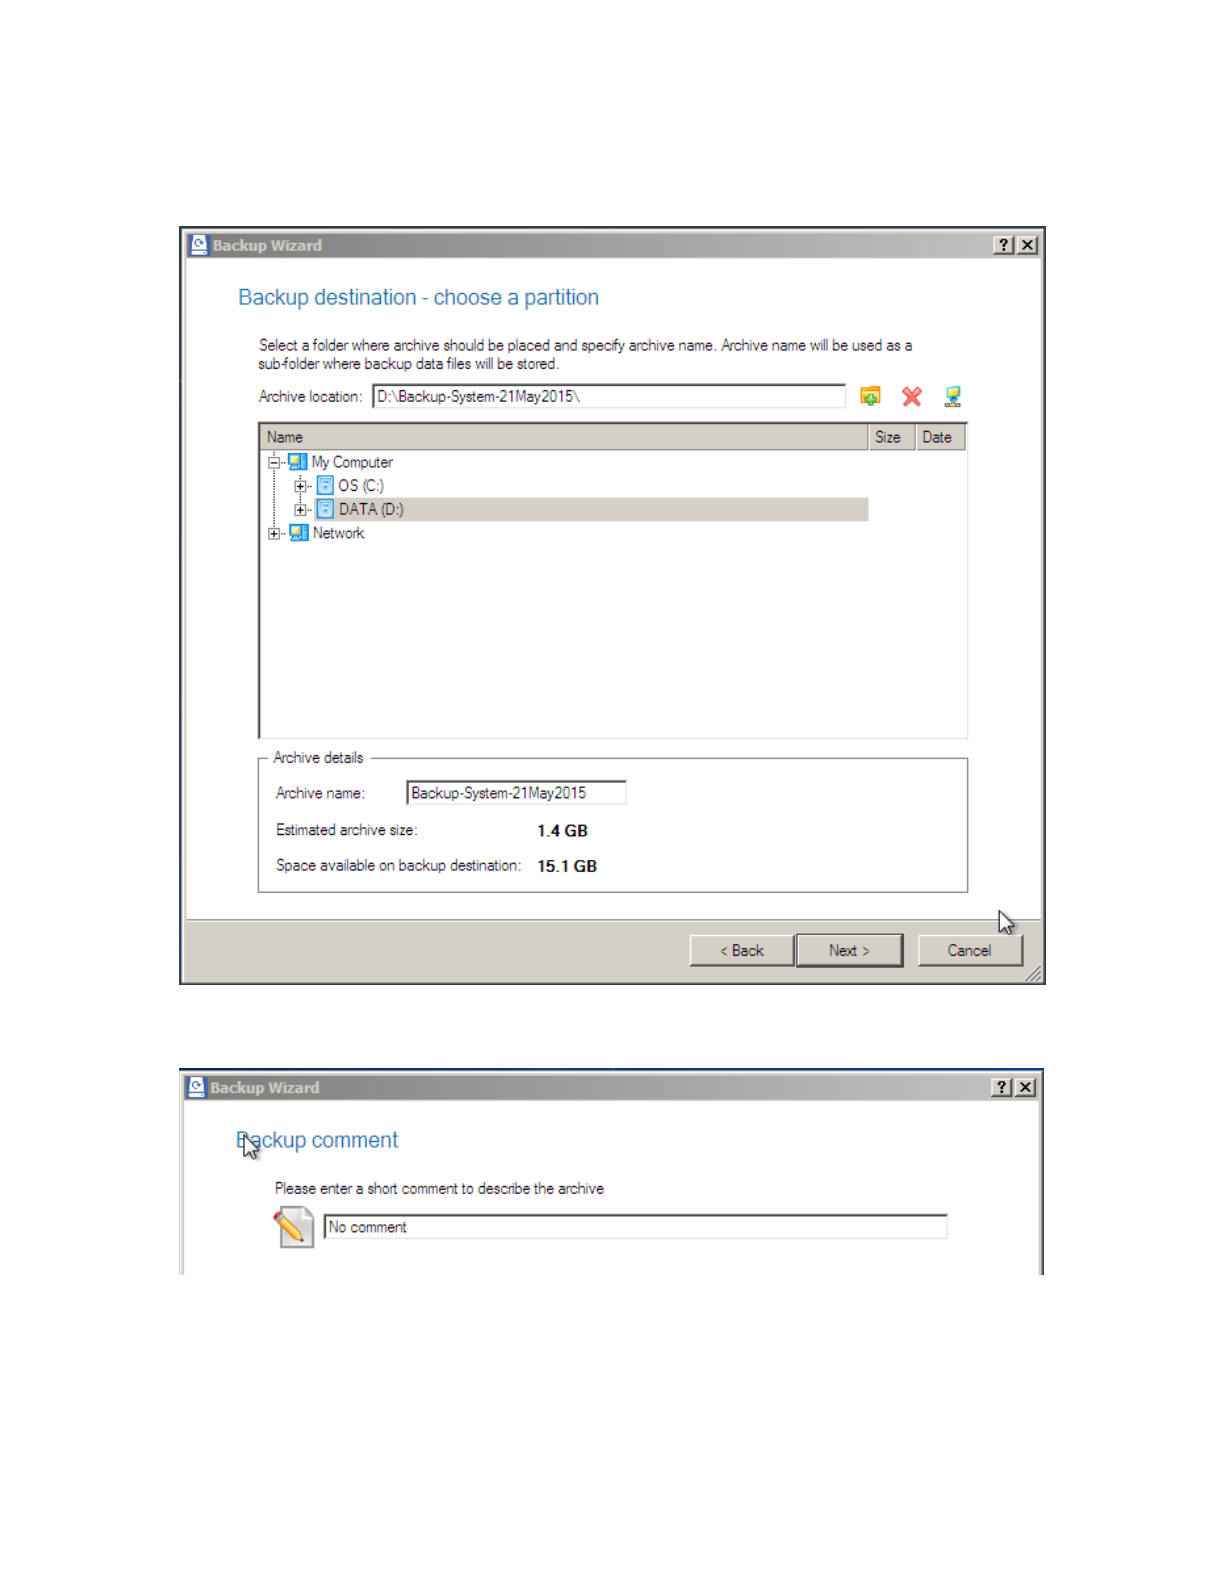 Backup Wizard
Backup destination - choose a partition
Select a folder where archive should be placed and specify archive name. Archive name will be used as a
sub-folder where backup data files will be stored.
Archive location: D:\Backup-System-21May2015\
Name Size Date
My Computer
OS (C:)
DATA (D:)
Network
Archive details
Archive name: Backup-System-21May2015
Estimated archive size: 1.4 GB
Space available on backup destination: 15.1 GB
< Back Next > Cancel
Backup Wizard
Backup comment
Please enter a short comment to describe the archive
No comment